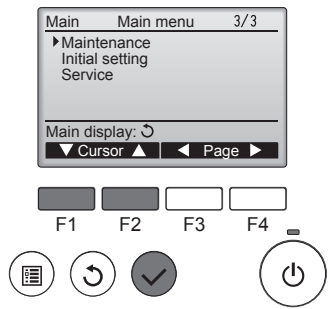 Main Main menu 3/3
Maintenance
Initial setting
Service
Main display:
Cursor Page
F1 F2 F3 F4